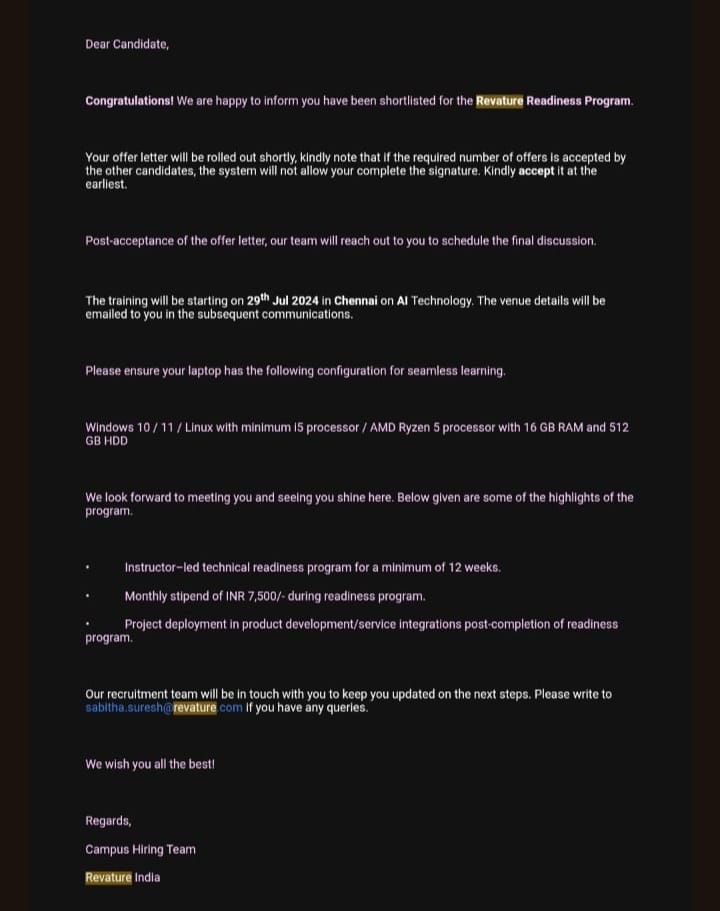 Dear Candidate,
Congratulations! We are happy to inform you have been shortlisted for the Revature Readiness Program.
Your offer letter will be rolled out shortly, kindly note that if the required number of offers is accepted by
the other candidates, the system will not allow your complete the signature. Kindly accept it at the
earliest.
Post-acceptance of the offer letter, our team will reach out to you to schedule the final discussion.
The training will be starting on 29th Jul 2024 in Chennai on AI Technology. The venue details will be
emailed to you in the subsequent communications.
Please ensure your laptop has the following configuration for seamless learning.
Windows 10 / 11 / Linux with minimum i5 processor / AMD Ryzen 5 processor with 16 GB RAM and 512
GB HDD
We look forward to meeting you and seeing you shine here. Below given are some of the highlights of the
program.
· Instructor–led technical readiness program for a minimum of 12 weeks.
· Monthly stipend of INR 7,500/- during readiness program.
· Project deployment in product development/service integrations post-completion of readiness
program.
Our recruitment team will be in touch with you to keep you updated on the next steps. Please write to
sabitha.suresh@revature.com if you have any queries.
We wish you all the best!
Regards,
Campus Hiring Team
Revature India